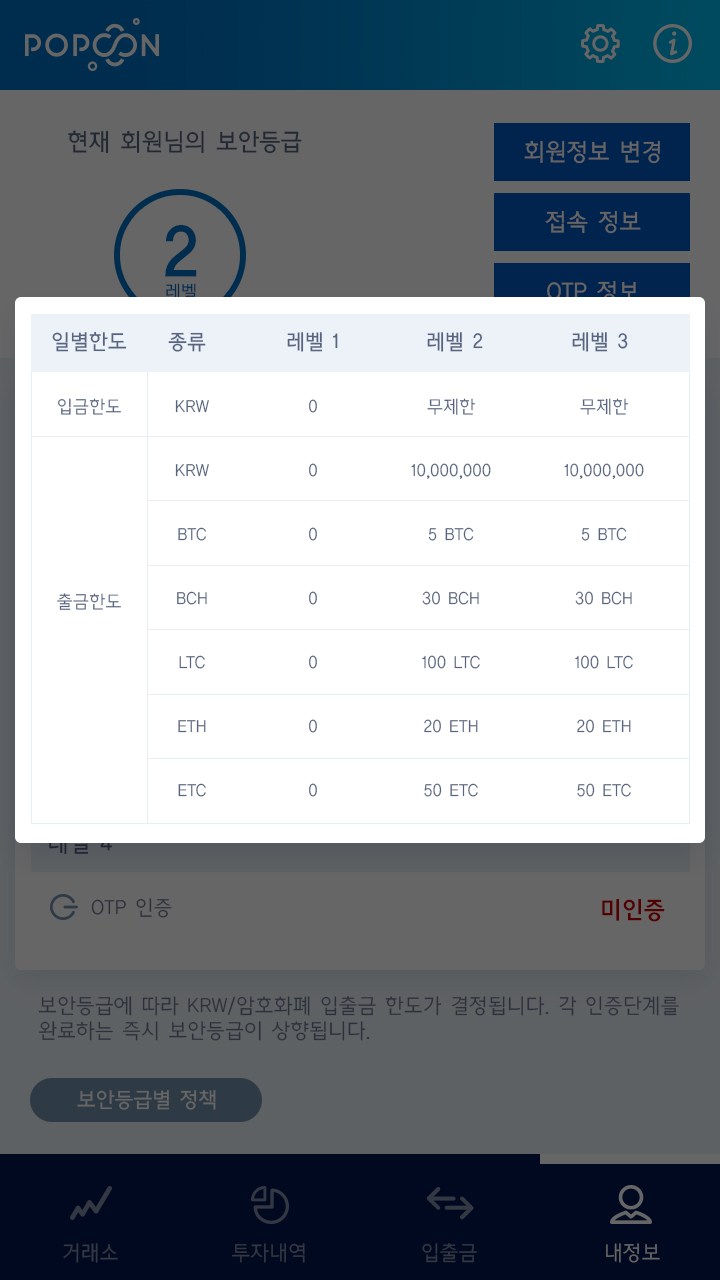 POPCON
현재 회원님의 보안등급
회원정보 변경
2
레벨
접속 정보
OTP 정보
일별한도 종류 레벨 1 레벨 2 레벨 3
입금한도 KRW 0 무제한 무제한
KRW 0 10,000,000 10,000,000
BTC 0 5 BTC 5 BTC
출금한도 BCH 0 30 BCH 30 BCH
LTC 0 100 LTC 100 LTC
ETH 0 20 ETH 20 ETH
ETC 0 50 ETC 50 ETC
레벨 4
OTP 인증 미인증
보안등급에 따라 KRW/암호화폐 입출금 한도가 결정됩니다. 각 인증단계를
완료하는 즉시 보안등급이 상향됩니다.
보안등급별 정책
거래소 투자내역 입출금 내정보